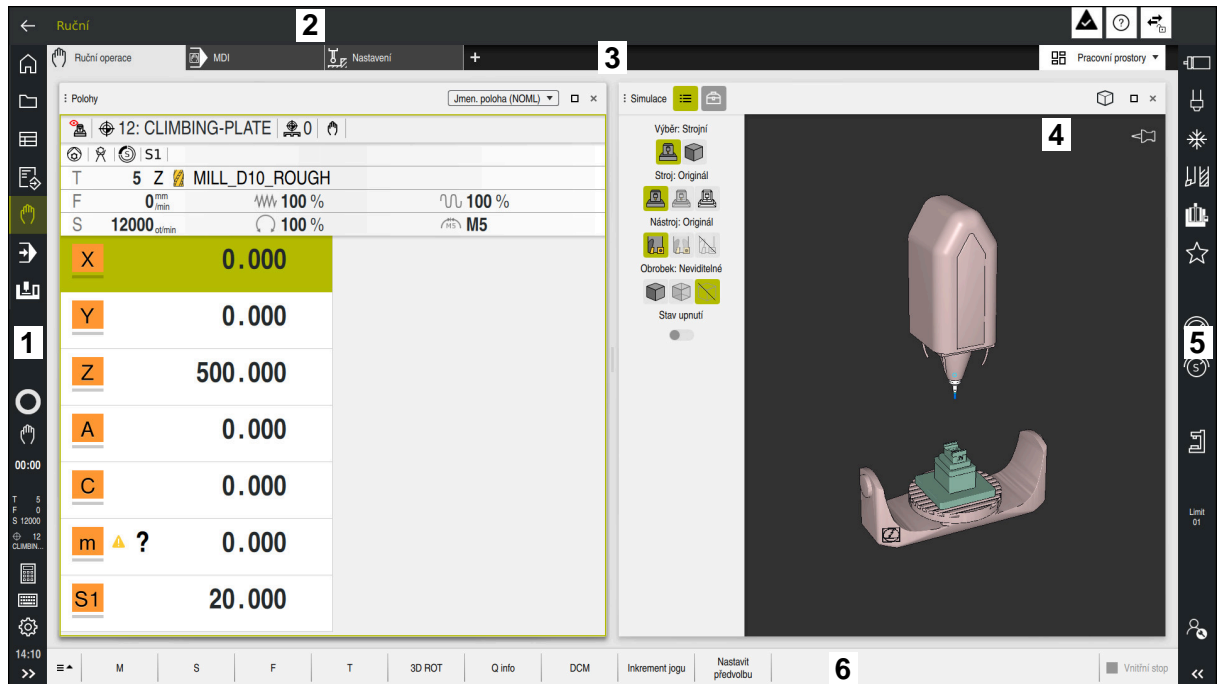 Ruční
2
Ruční operace
MDI
Nastavení
+
3
Pracovní prostory
Polohy
Jmen. poloha (NOML)
12: CLIMBING-PLATE
0
S1
T 5 Z MILL_D10_ROUGH
F 0 mm/min 100 % 100 %
S 12000 ot/min 100 % M5
X 0.000
Y 0.000
Z 500.000
A 0.000
C 0.000
m ? 0.000
S1 20.000
Simulace
Výběr: Strojní
Stroj: Originál
Nástroj: Originál
Obrobek: Neviditelné
Stav upnutí
4
1
00:00
T 5
F 0
S 12000
12
CLIMBIN...
14:10
5
S
Limit
01
M
S
F
T
3D ROT
Q info
DCM
Inkrement jogu
Nastavit
předvolbu
6
Vnitřní stop